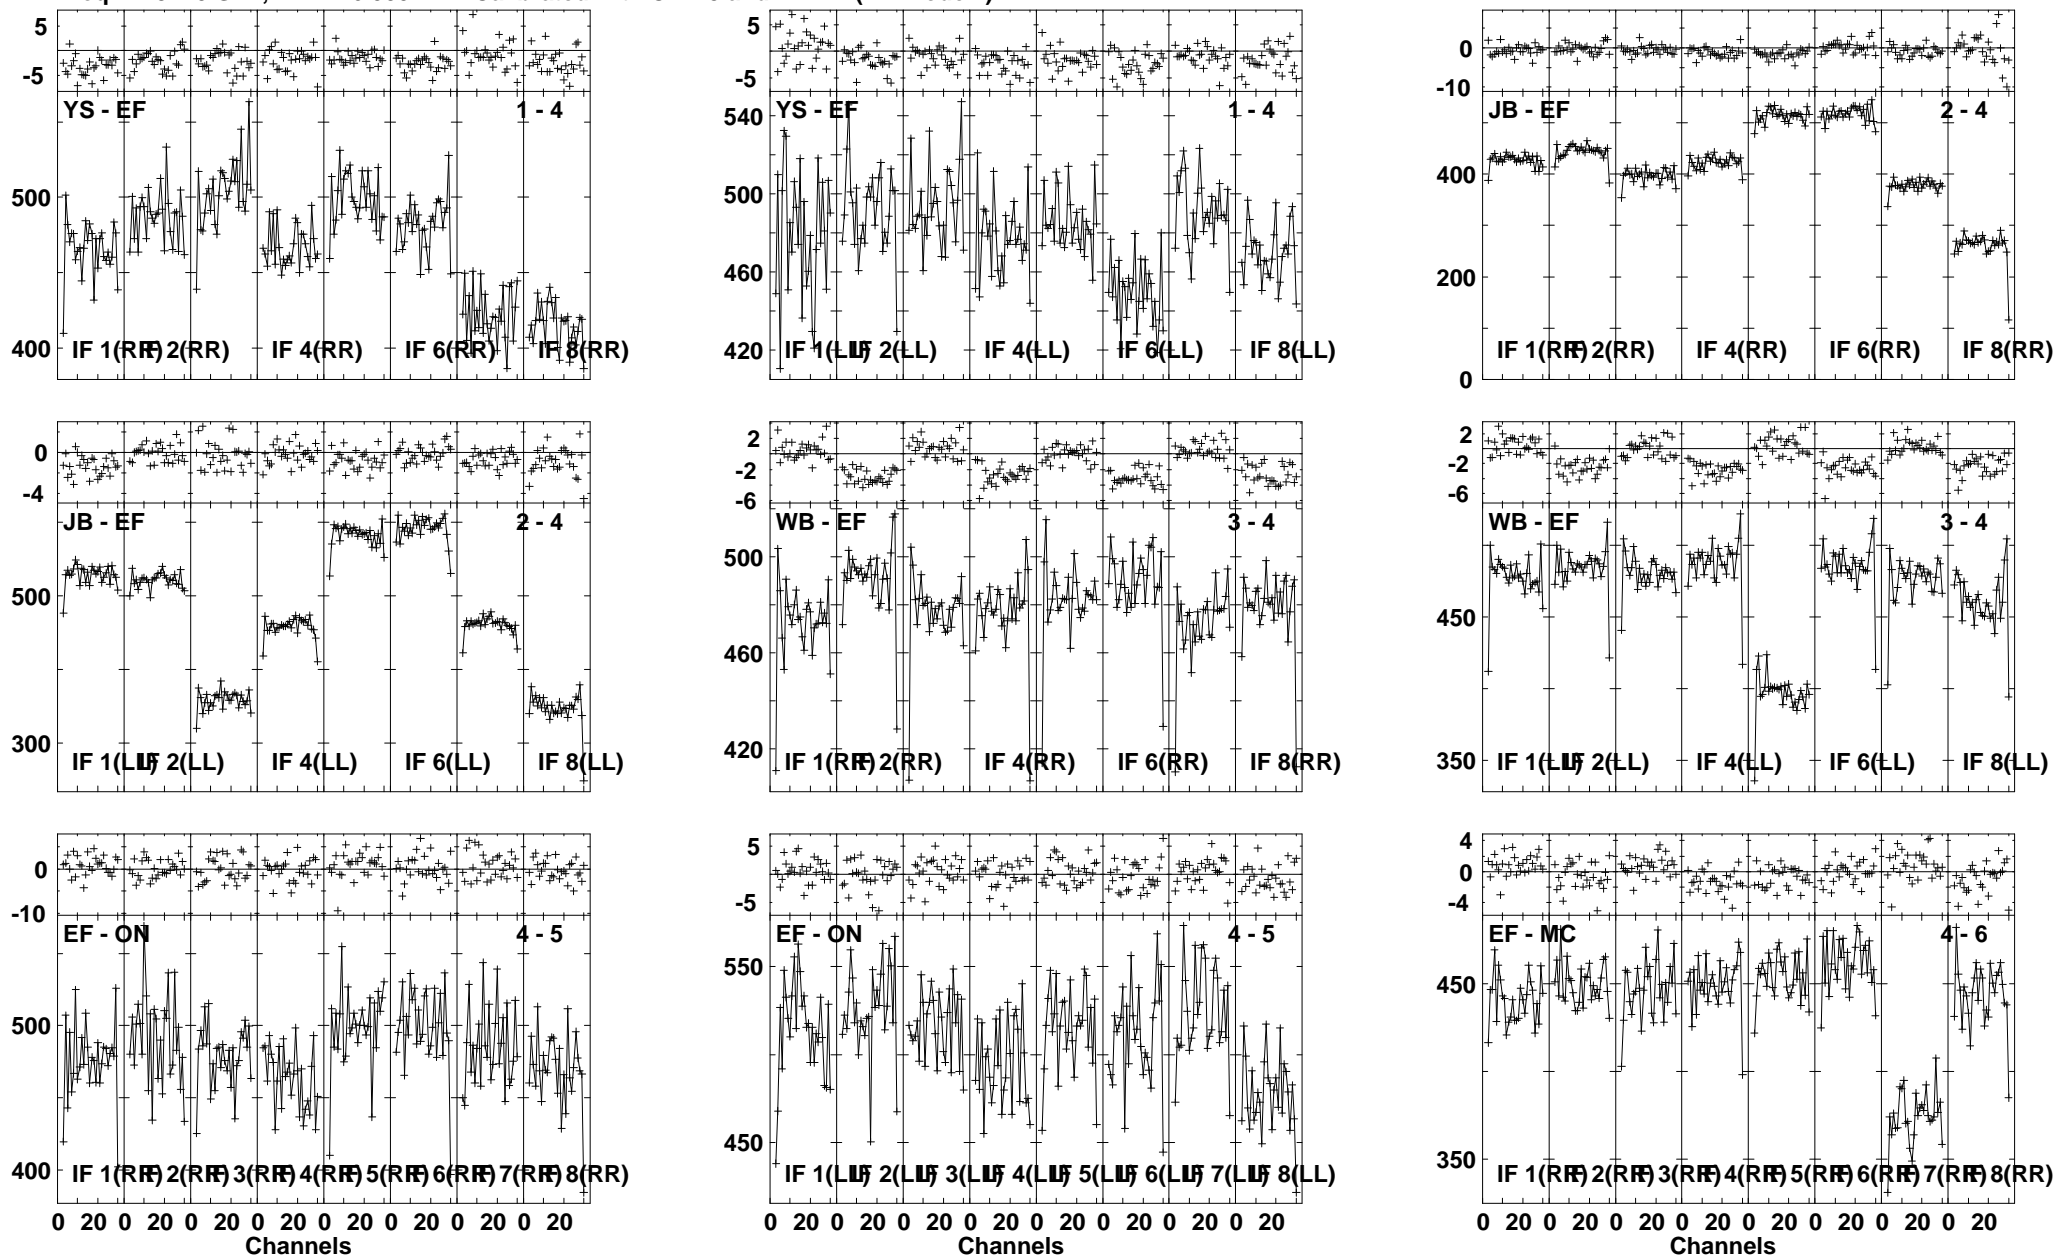 5
-5
YS - EF
1 - 4
500
400
IF 1(RR)
IF 2(RR)
IF 4(RR)
IF 6(RR)
IF 8(RR)
5
-5
YS - EF
1 - 4
540
500
460
420
IF 1(LL)
IF 2(LL)
IF 4(LL)
IF 6(LL)
IF 8(LL)
0
-10
JB - EF
2 - 4
400
200
0
IF 1(RR)
IF 2(RR)
IF 4(RR)
IF 6(RR)
IF 8(RR)
0
-4
JB - EF
2 - 4
500
300
IF 1(LL)
IF 2(LL)
IF 4(LL)
IF 6(LL)
IF 8(LL)
2
-2
-6
WB - EF
3 - 4
500
460
420
IF 1(RR)
IF 2(RR)
IF 4(RR)
IF 6(RR)
IF 8(RR)
2
-2
-6
WB - EF
3 - 4
450
350
IF 1(LL)
IF 2(LL)
IF 4(LL)
IF 6(LL)
IF 8(LL)
0
-10
EF - ON
4 - 5
500
400
IF 1(RR)
IF 2(RR)
IF 3(RR)
IF 4(RR)
IF 5(RR)
IF 6(RR)
IF 7(RR)
IF 8(RR)
0 20 0 20 0 20 0 20 0 20 0 20 0 20 0 20
Channels
5
-5
EF - ON
4 - 5
550
450
IF 1(LL)
IF 2(LL)
IF 3(LL)
IF 4(LL)
IF 5(LL)
IF 6(LL)
IF 7(LL)
IF 8(LL)
0 20 0 20 0 20 0 20 0 20 0 20 0 20 0 20
Channels
4
0
-4
EF - MC
4 - 6
450
350
IF 1(RR)
IF 2(RR)
IF 3(RR)
IF 4(RR)
IF 5(RR)
IF 6(RR)
IF 7(RR)
IF 8(RR)
0 20 0 20 0 20 0 20 0 20 0 20 0 20 0 20
Channels